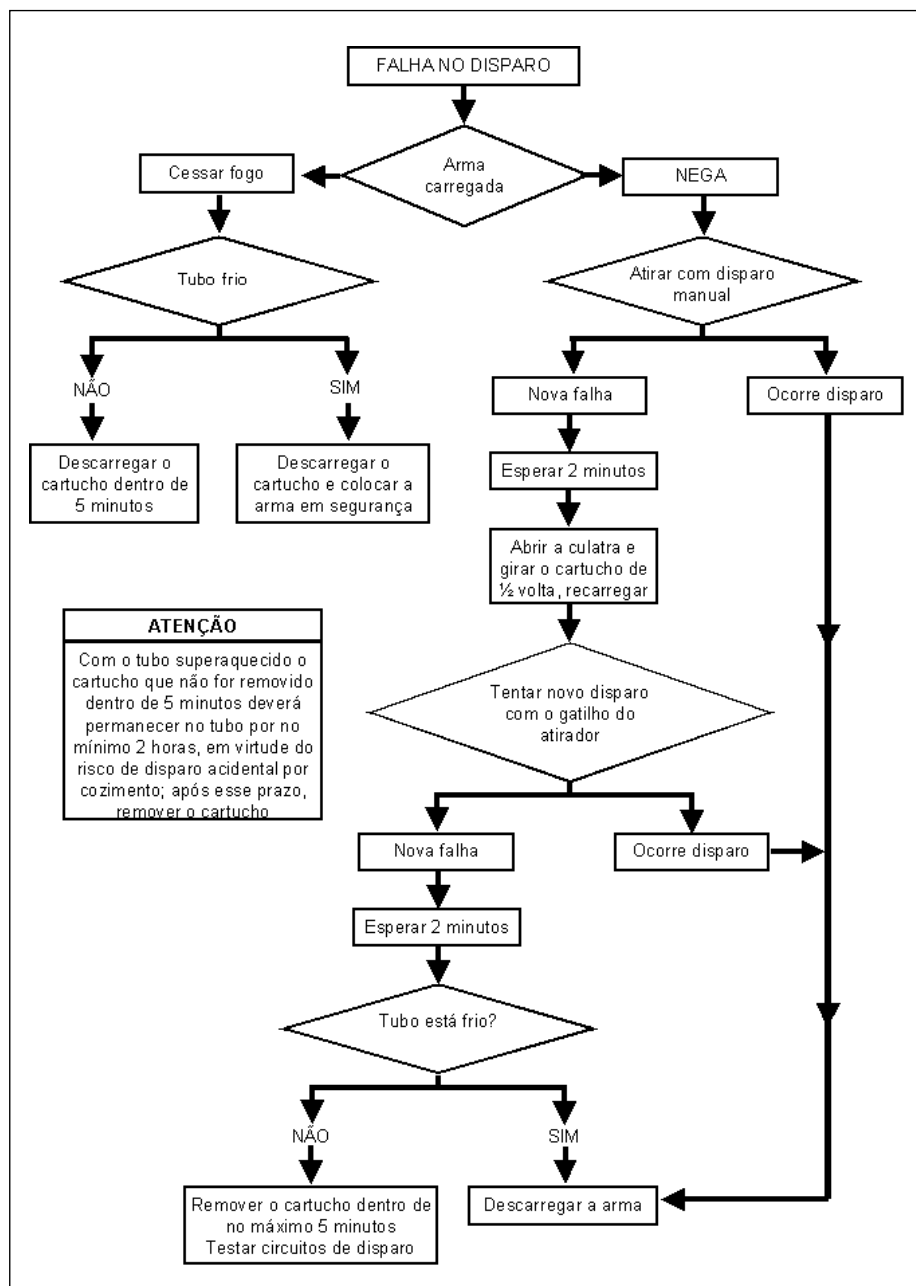 FALHA NO DISPARO
Arma
carregada
Cessar fogo
NEGA
Tubo frio
Atirar com disparo
manual
NÃO
SIM
Nova falha
Ocorre disparo
Descarregar o
cartucho dentro de
5 minutos
Descarregar o
cartucho e colocar a
arma em segurança
Esperar 2 minutos
Abrir a culatra e
girar o cartucho de
½ volta, recarregar
ATENÇÃO
Com o tubo superaquecido o
cartucho que não for removido
dentro de 5 minutos deverá
permanecer no tubo por no
mínimo 2 horas, em virtude do
risco de disparo acidental por
cozimento; após esse prazo,
remover o cartucho
Tentar novo disparo
com o gatilho do
atirador
Nova falha
Ocorre disparo
Esperar 2 minutos
Tubo está frio?
NÃO
SIM
Remover o cartucho dentro de
no máximo 5 minutos
Testar circuitos de disparo
Descarregar a arma